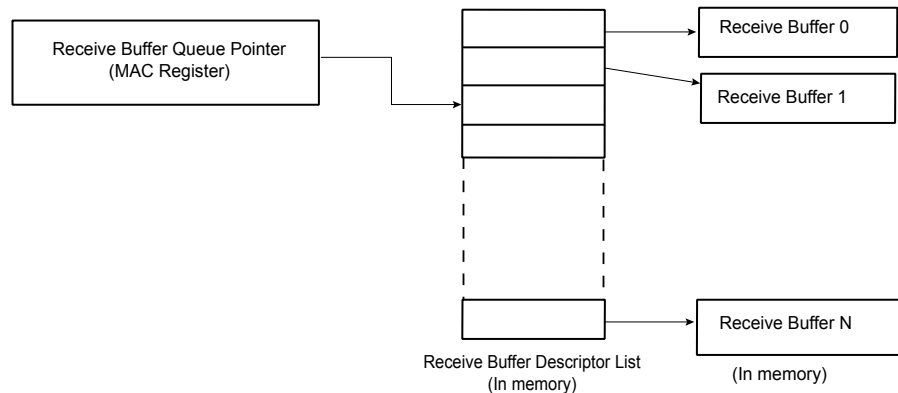 Receive Buffer Queue Pointer
(MAC Register)
Receive Buffer 0
Receive Buffer 1
Receive Buffer N
Receive Buffer Descriptor List
(In memory)
(In memory)